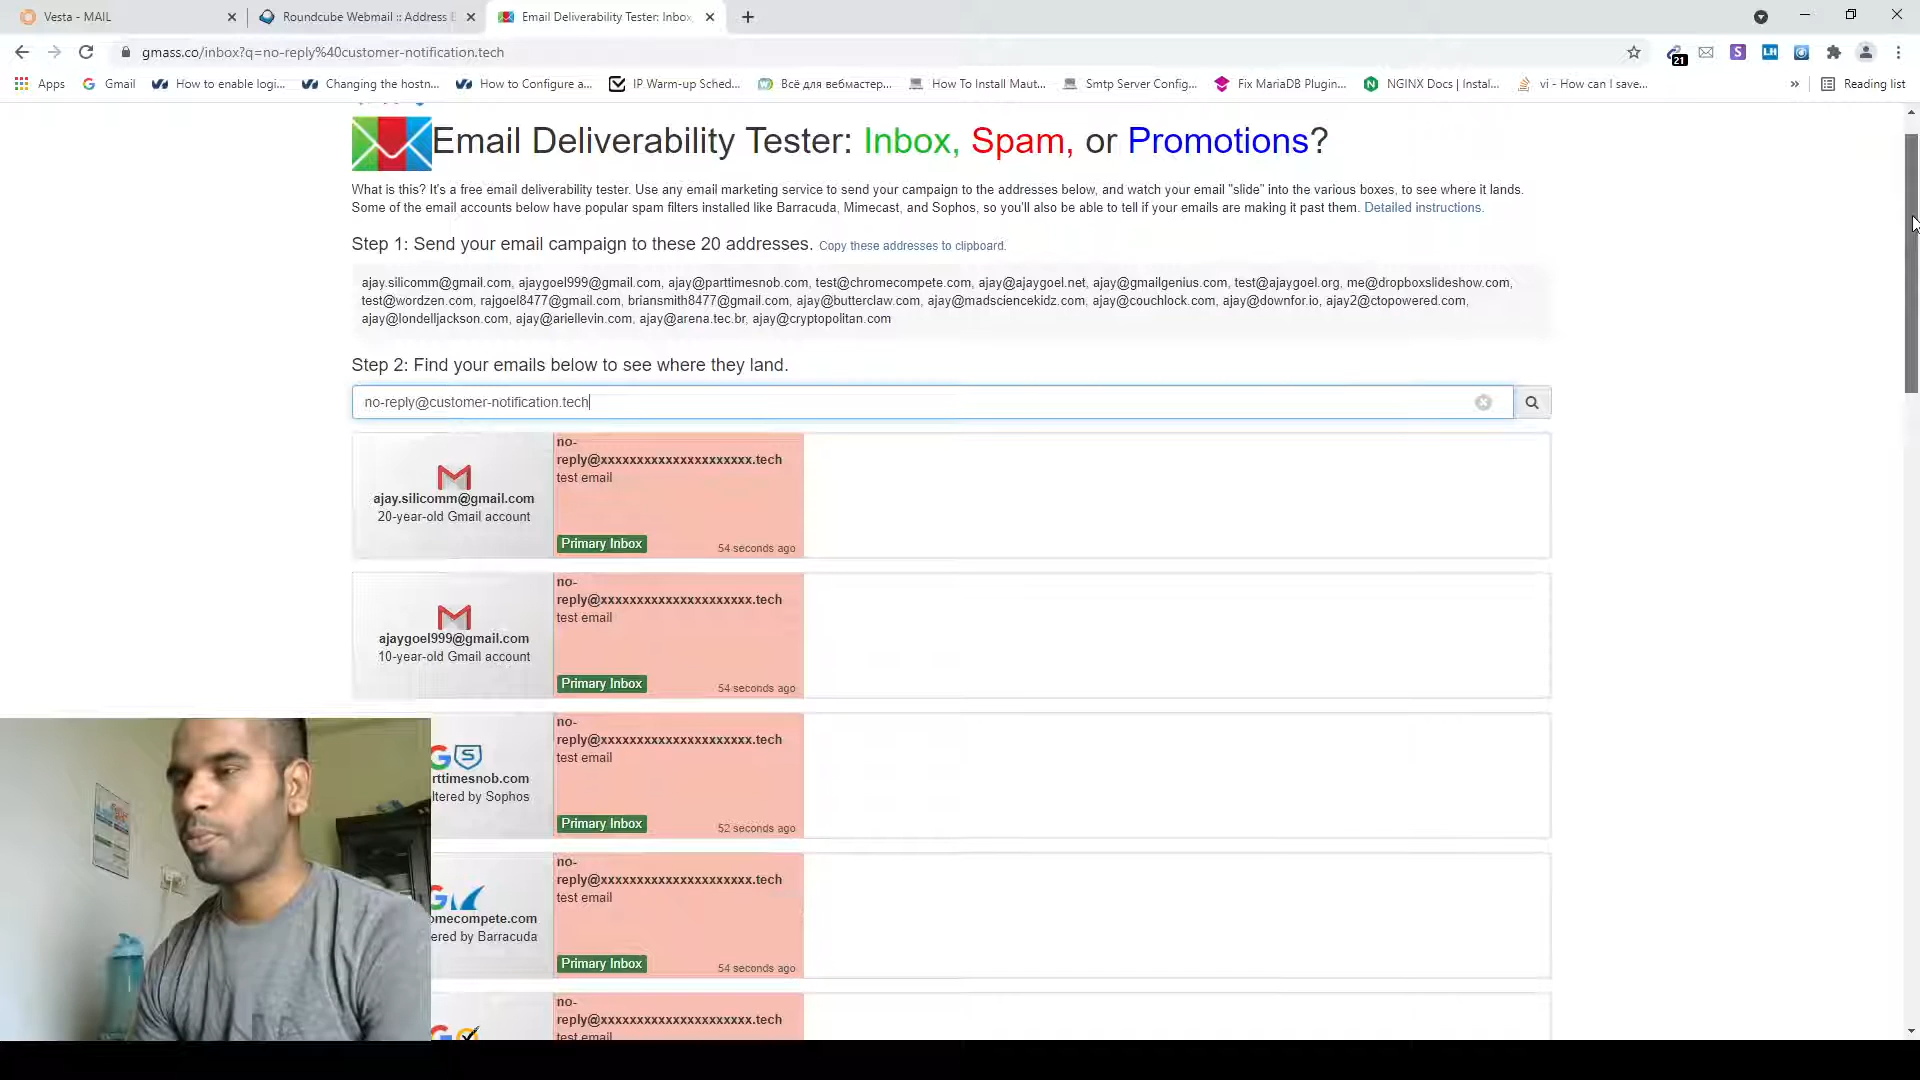 Vesta - MAIL
Roundcube Webmail :: Address
Email Deliverability Tester: Inbox,
gmass.co/inbox?q=no-reply%40customer-notification.tech
21
Apps
Gmail
How to enable logi...
Changing the hostn...
How to Configure a...
IP Warm-up Sched...
Всё для вебмастер...
How To Install Maut...
Smtp Server Config...
Fix MariaDB Plugin...
NGINX Docs | Instal...
vi - How can I save...
»
Reading list
Email Deliverability Tester: Inbox, Spam, or Promotions?
What is this? It's a free email deliverability tester. Use any email marketing service to send your campaign to the addresses below, and watch your email "slide" into the various boxes, to see where it lands.
Some of the email accounts below have popular spam filters installed like Barracuda, Mimecast, and Sophos, so you'll also be able to tell if your emails are making it past them. Detailed instructions.
Step 1: Send your email campaign to these 20 addresses. Copy these addresses to clipboard.
ajay.silicomm@gmail.com, ajaygoel999@gmail.com, ajay@parttimesnob.com, test@chromecompete.com, ajay@ajaygoel.net, ajay@gmailgenius.com, test@ajaygoel.org, me@dropboxslideshow.com,
test@wordzen.com, rajgoel8477@gmail.com, briansmith8477@gmail.com, ajay@butterclaw.com, ajay@madsciencekidz.com, ajay@couchlock.com, ajay@downfor.io, ajay2@ctopowered.com,
ajay@londelljackson.com, ajay@ariellevin.com, ajay@arena.tec.br, ajay@cryptopolitan.com
Step 2: Find your emails below to see where they land.
no-reply@customer-notification.tech
ajay.silicomm@gmail.com
20-year-old Gmail account
no-
reply@xxxxxxxxxxxxxxxxxxxxx.tech
test email
Primary Inbox
54 seconds ago
ajaygoel999@gmail.com
10-year-old Gmail account
no-
reply@xxxxxxxxxxxxxxxxxxxxx.tech
test email
Primary Inbox
54 seconds ago
rttimesnob.com
ltered by Sophos
no-
reply@xxxxxxxxxxxxxxxxxxxxx.tech
test email
Primary Inbox
52 seconds ago
omecompete.com
ered by Barracuda
no-
reply@xxxxxxxxxxxxxxxxxxxxx.tech
test email
Primary Inbox
54 seconds ago
no-
reply@xxxxxxxxxxxxxxxxxxxxx.tech
test email